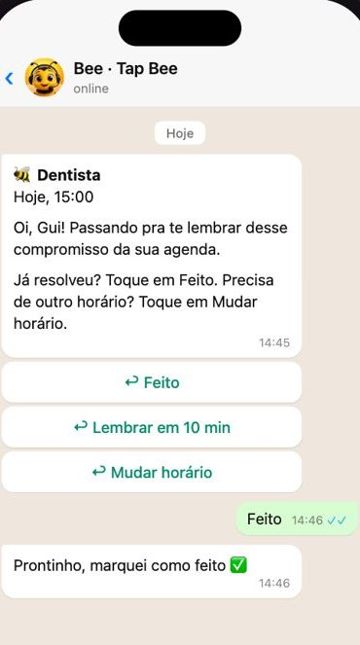 Bee · Tap Bee
online
Hoje
🐝 Dentista
Hoje, 15:00
Oi, Gui! Passando pra te lembrar desse
compromisso da sua agenda.
Já resolveu? Toque em Feito. Precisa
de outro horário? Toque em Mudar
horário.
14:45
Feito
Lembrar em 10 min
Mudar horário
Feito 14:46
Prontinho, marquei como feito ✅
14:46